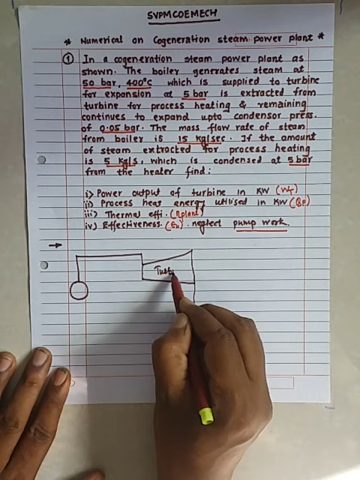 SVPMCOEMECH
* Numerical on Cogeneration steam power plant *
① In a cogeneration steam power plant as
shown. The boiler generates steam at
50 bar, 400°C which is supplied to turbine
for expansion at 5 bar is extracted from
turbine for process heating & remaining
continues to expand upto condensor press
of 0.05 bar. The mass flow rate of steam
from boiler is 15 kg/sec. If the amount
of steam extracted for process heating
is 5 kg/s, which is condensed at 5 bar
from the heater find:
i) Power output of turbine in KW (WT)
ii) Process heat energy utilised in KW
iii) Thermal effi. (ηplant)
iv) Effectiveness. neglect pump work.